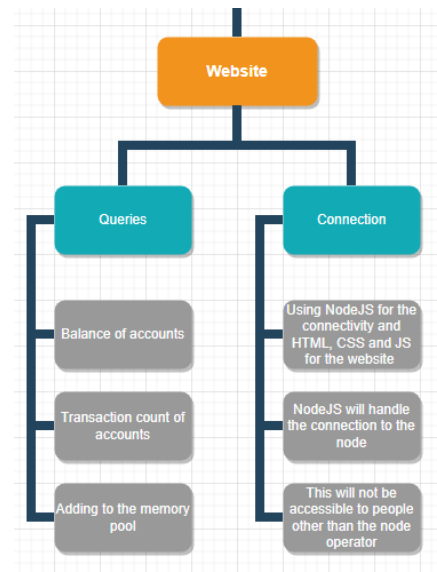 Website
Queries
Connection
Balance of accounts
Using NodeJS for the
connectivity and
HTML, CSS and JS
for the website
Transaction count of
accounts
NodeJS will handle
the connection to the
node
Adding to the memory
pool
This will not be
accessible to people
other than the node
operator